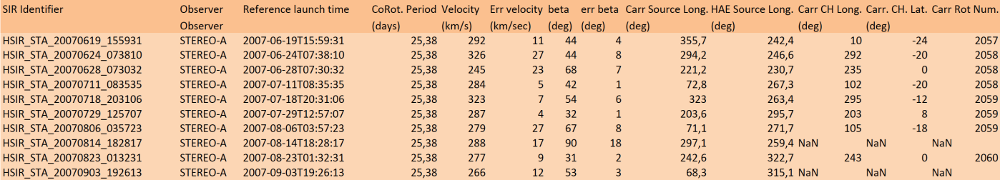 SIR Identifier Observer Reference launch time CoRot. Period Velocity Err velocity beta err beta Carr Source Long. HAE Source Long. Carr CH Long. Carr. CH. Lat. Carr Rot Num.
Observer (days) (km/s) (km/sec) (deg) (deg) (deg) (deg) (deg) (deg)
HSIR_STA_20070619_155931 STEREO-A 2007-06-19T15:59:31 25,38 292 11 44 4 355,7 242,4 10 -24 2057
HSIR_STA_20070624_073810 STEREO-A 2007-06-24T07:38:10 25,38 326 27 44 8 294,2 246,6 292 -20 2058
HSIR_STA_20070628_073032 STEREO-A 2007-06-28T07:30:32 25,38 245 23 68 7 221,2 230,7 235 0 2058
HSIR_STA_20070711_083535 STEREO-A 2007-07-11T08:35:35 25,38 284 5 42 1 72,8 267,3 102 -20 2058
HSIR_STA_20070718_203106 STEREO-A 2007-07-18T20:31:06 25,38 323 7 54 6 323 263,4 295 -12 2059
HSIR_STA_20070729_125707 STEREO-A 2007-07-29T12:57:07 25,38 287 4 32 1 203,6 295,7 203 8 2059
HSIR_STA_20070806_035723 STEREO-A 2007-08-06T03:57:23 25,38 279 27 67 8 71,1 271,7 105 -18 2059
HSIR_STA_20070814_182817 STEREO-A 2007-08-14T18:28:17 25,38 288 17 90 18 297,1 259,4 NaN NaN NaN
HSIR_STA_20070823_013231 STEREO-A 2007-08-23T01:32:31 25,38 277 9 31 2 242,6 322,7 243 0 2060
HSIR_STA_20070903_192613 STEREO-A 2007-09-03T19:26:13 25,38 266 12 53 3 68,3 315,1 NaN NaN NaN